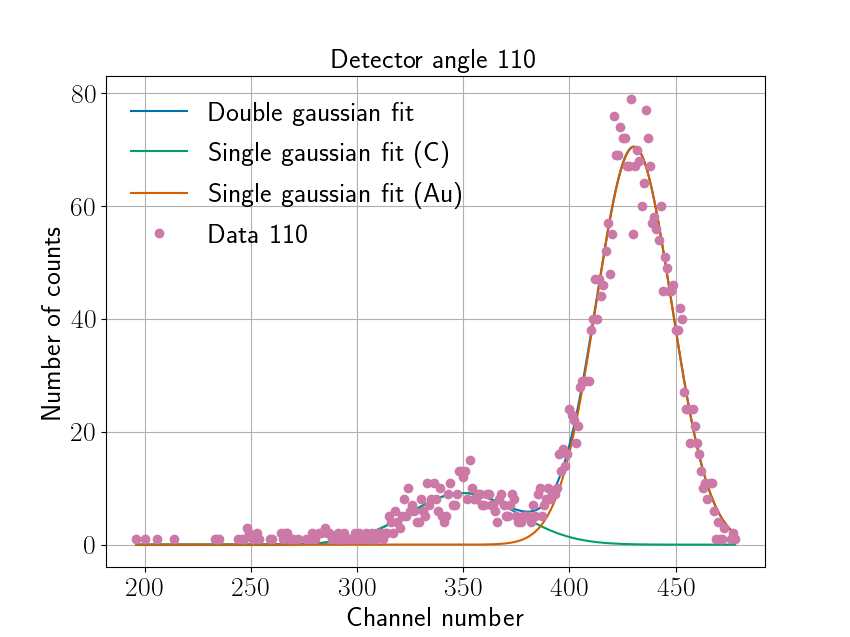 Detector angle 110
80
60
40
20
0
Number of counts
Double gaussian fit
Single gaussian fit (C)
Single gaussian fit (Au)
Data 110
200 250 300 350 400 450
Channel number